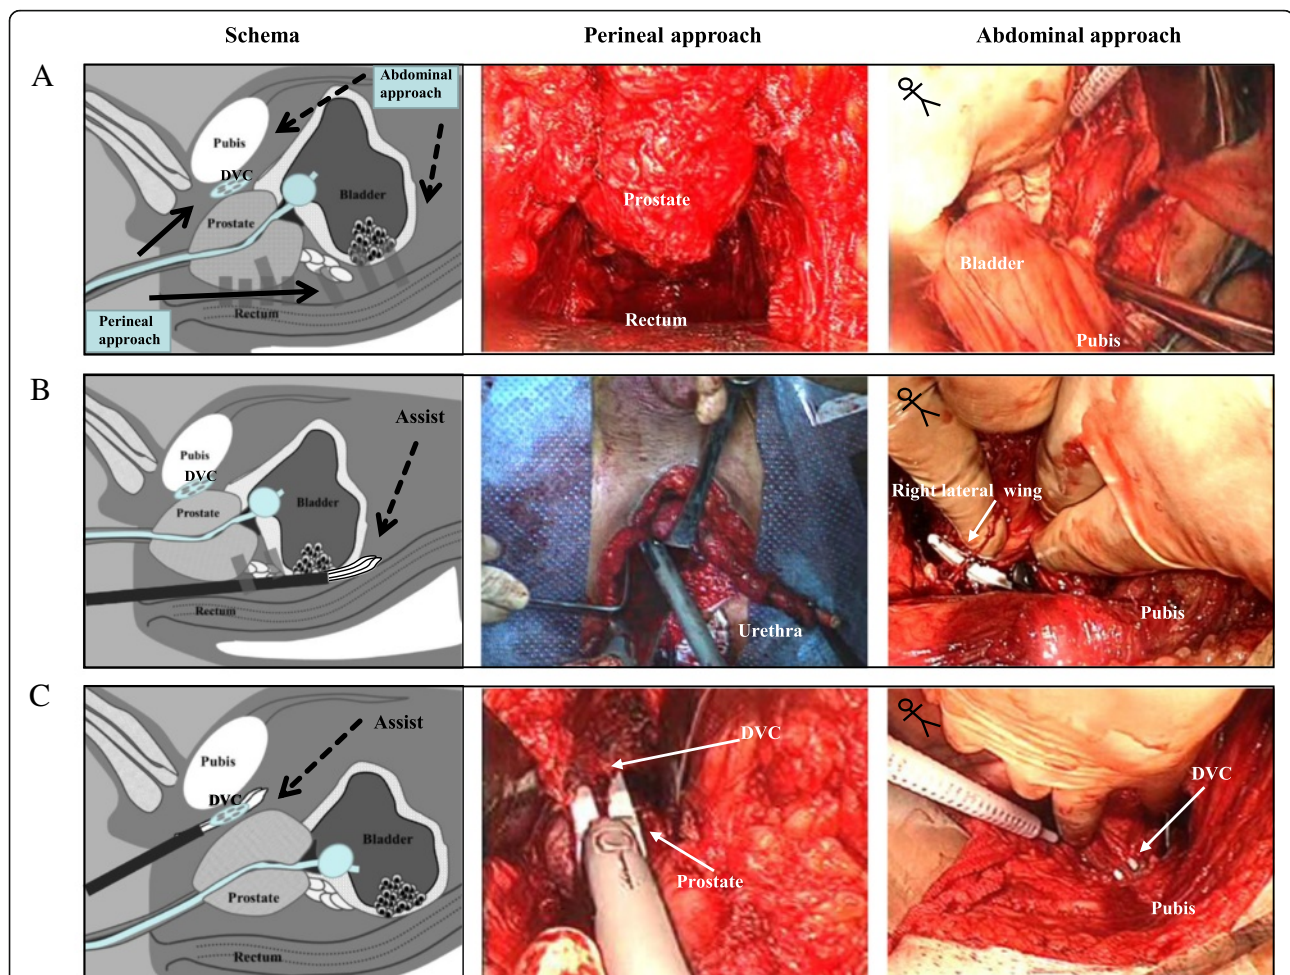 Schema
Perineal approach
Abdominal approach
A
Abdominal
approach
Pubis
DVC
Bladder
Prostate
Rectum
Perineal
approach
Prostate
Rectum
Bladder
Pubis
B
Assist
Pubis
DVC
Bladder
Prostate
Rectum
Urethra
Right lateral wing
Pubis
C
Assist
Pubis
DVC
Bladder
Prostate
Rectum
DVC
Prostate
DVC
Pubis